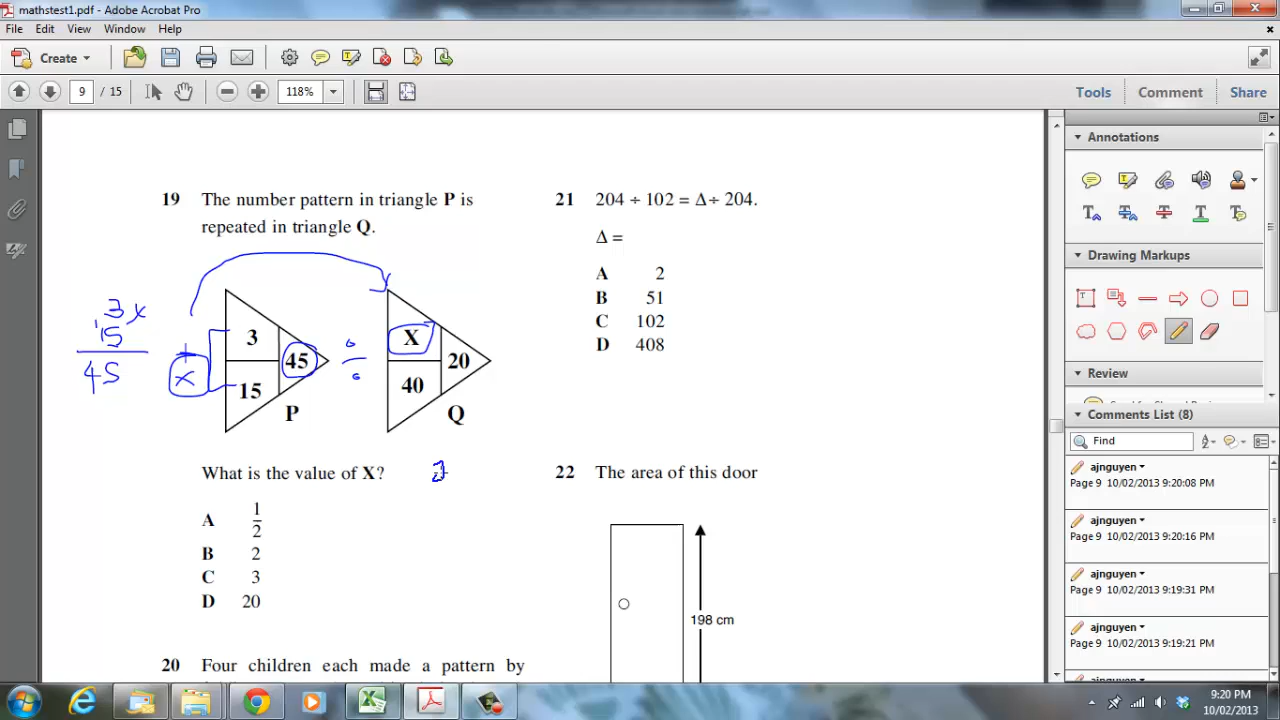 mathstest1.pdf - Adobe Acrobat Pro
File Edit View Window Help
Create
9 / 15
118%
Tools Comment Share
19 The number pattern in triangle P is
repeated in triangle Q.
3x
15
45
+
x
3
15
45
P
X
40
20
Q
What is the value of X?
A 1/2
B 2
C 3
D 20
20 Four children each made a pattern by
21 204 ÷ 102 = Δ ÷ 204.
Δ =
A 2
B 51
C 102
D 408
22 The area of this door
198 cm
Annotations
Drawing Markups
Review
Comments List (8)
Find
ajnguyen
Page 9 10/02/2013 9:20:08 PM
ajnguyen
Page 9 10/02/2013 9:20:16 PM
ajnguyen
Page 9 10/02/2013 9:19:31 PM
ajnguyen
Page 9 10/02/2013 9:19:21 PM
ajnguyen
9:20 PM
10/02/2013